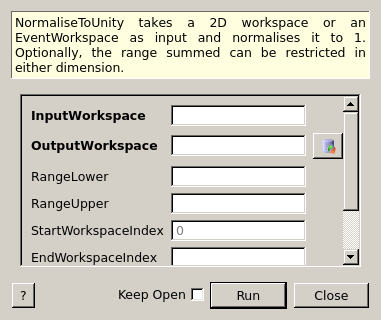 NormaliseToUnity takes a 2D workspace or an
EventWorkspace as input and normalises it to 1.
Optionally, the range summed can be restricted in
either dimension.
InputWorkspace
OutputWorkspace
RangeLower
RangeUpper
StartWorkspaceIndex 0
EndWorkspaceIndex
? Keep Open Run Close